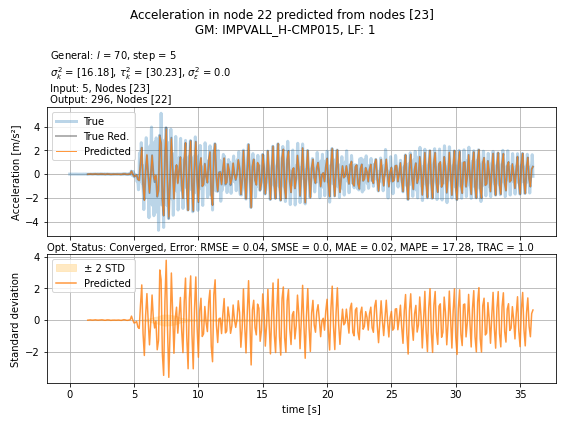 Acceleration in node 22 predicted from nodes [23]
GM: IMPVALL_H-CMP015, LF: 1
General: l = 70, step = 5
σ²ₖ = [16.18], τ²ₖ = [30.23], σ²ε = 0.0
Input: 5, Nodes [23]
Output: 296, Nodes [22]
True
True Red.
Predicted
Acceleration [m/s²]
4
2
0
−2
−4
Opt. Status: Converged, Error: RMSE = 0.04, SMSE = 0.0, MAE = 0.02, MAPE = 17.28, TRAC = 1.0
± 2 STD
Predicted
Standard deviation
4
2
0
−2
0 5 10 15 20 25 30 35
time [s]